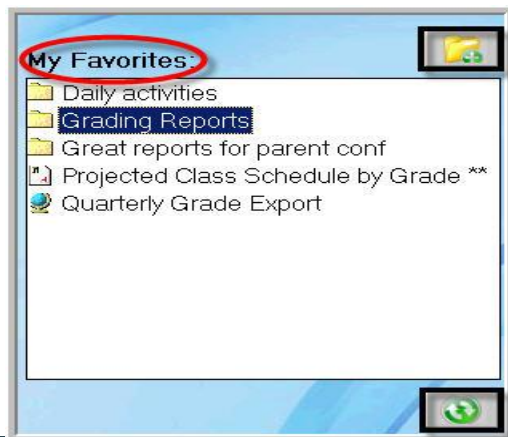 My Favorites:
Daily activities
Grading Reports
Great reports for parent conf
Projected Class Schedule by Grade **
Quarterly Grade Export